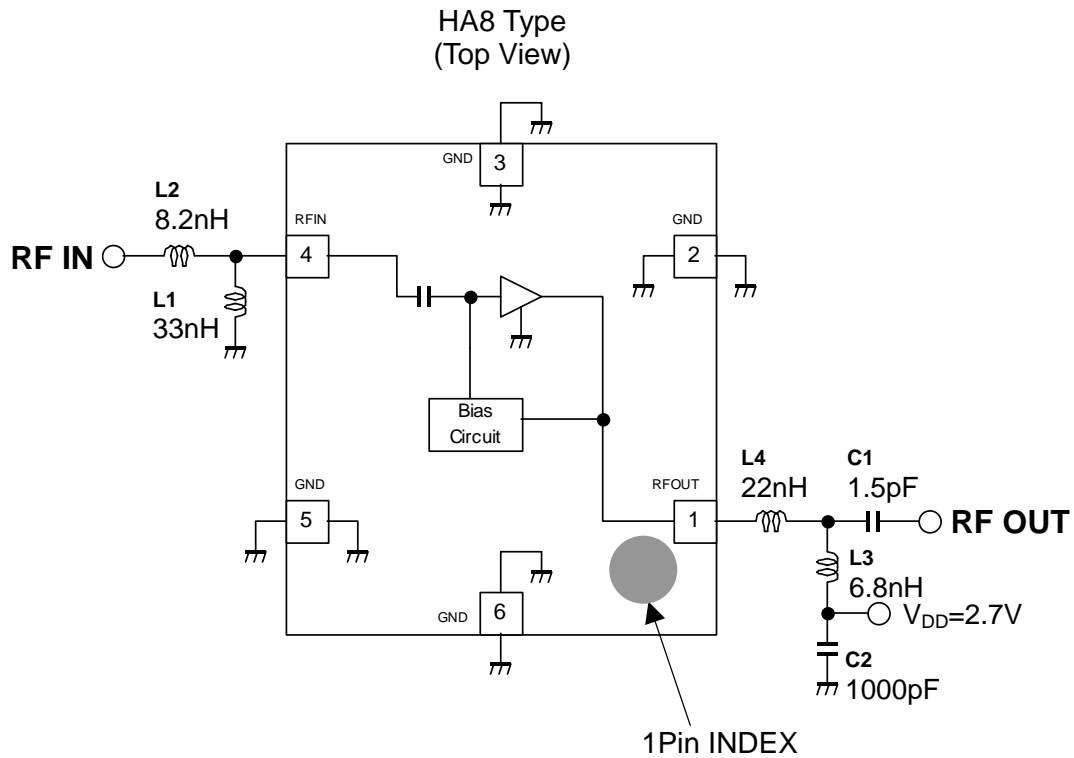 HA8 Type
(Top View)
GND
3
L2
8.2nH
RFIN
GND
RF IN
4
2
L1
33nH
Bias
Circuit
GND
RFOUT
L4
22nH
C1
1.5pF
5
1
RF OUT
L3
6.8nH
GND
6
VDD=2.7V
C2
1000pF
1Pin INDEX